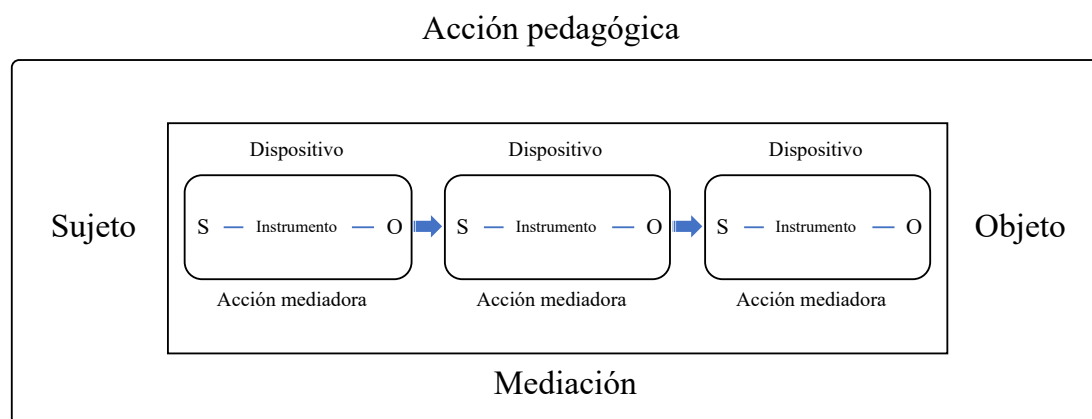 Acción pedagógica
Dispositivo Dispositivo Dispositivo
Sujeto S Instrumento O S Instrumento O S Instrumento O Objeto
Acción mediadora Acción mediadora Acción mediadora
Mediación